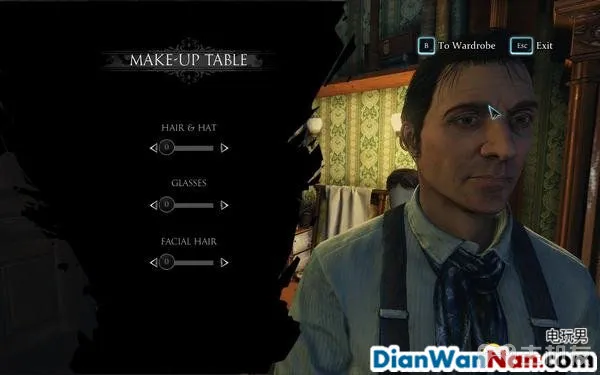 B To Wardrobe Esc Exit
MAKE-UP TABLE
HAIR & HAT
0
GLASSES
0
FACIAL HAIR
0
电玩男
DianWanNan.com